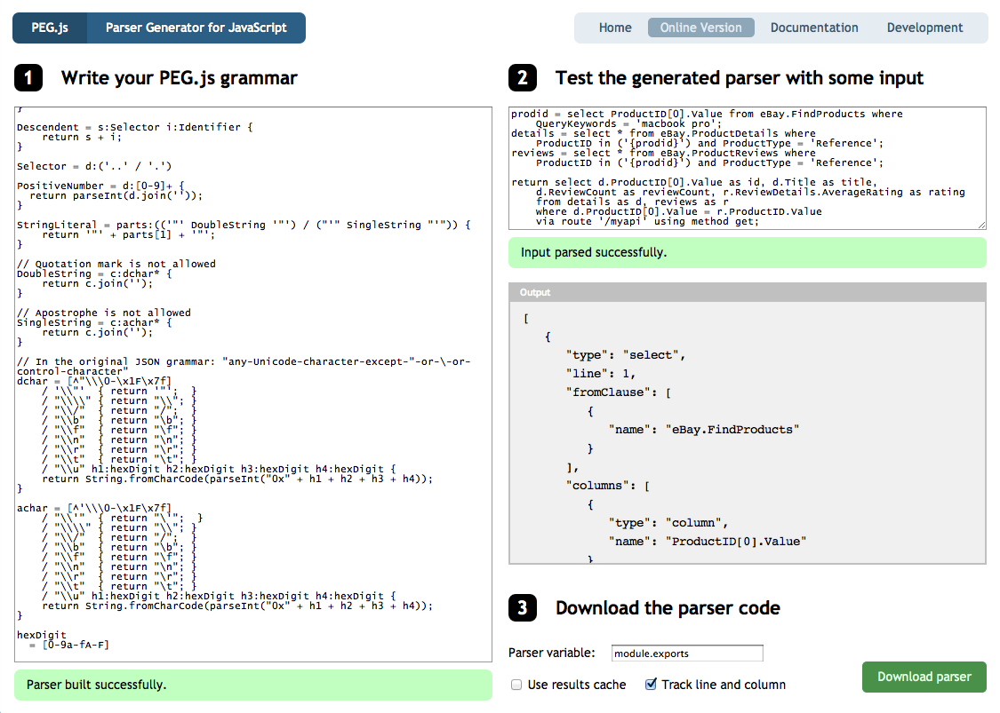 PEG.js
Parser Generator for JavaScript
Home
Online Version
Documentation
Development
1
Write your PEG.js grammar
}
Descendent = s:Selector i:Identifier {
    return s + i;
}
Selector = d:('..' / '.')
PositiveNumber = d:[0-9]+ {
  return parseInt(d.join(''));
}
StringLiteral = parts:(('"' DoubleString '"') / ("'" SingleString "'")) {
    return '"' + parts[1] + '"';
}
// Quotation mark is not allowed
DoubleString = c:dchar* {
    return c.join('');
}
// Apostrophe is not allowed
SingleString = c:achar* {
    return c.join('');
}
// In the original JSON grammar: "any-Unicode-character-except-"-or-\-or-
control-character"
dchar = [^"\\\0-\x1F\x7f]
    / '\\"'  { return '"';  }
    / "\\\\" { return "\\"; }
    / "\\/"  { return "/";  }
    / "\\b"  { return "\b"; }
    / "\\f"  { return "\f"; }
    / "\\n"  { return "\n"; }
    / "\\r"  { return "\r"; }
    / "\\t"  { return "\t"; }
    / "\\u" h1:hexDigit h2:hexDigit h3:hexDigit h4:hexDigit {
    return String.fromCharCode(parseInt("0x" + h1 + h2 + h3 + h4));
}
achar = [^'\\\0-\x1F\x7f]
    / "\\'"  { return "\'";  }
    / "\\\\" { return "\\"; }
    / "\\/"  { return "/";  }
    / "\\b"  { return "\b"; }
    / "\\f"  { return "\f"; }
    / "\\n"  { return "\n"; }
    / "\\r"  { return "\r"; }
    / "\\t"  { return "\t"; }
    / "\\u" h1:hexDigit h2:hexDigit h3:hexDigit h4:hexDigit {
    return String.fromCharCode(parseInt("0x" + h1 + h2 + h3 + h4));
}
hexDigit
  = [0-9a-fA-F]
Parser built successfully.
2
Test the generated parser with some input
prodid = select ProductID[0].Value from eBay.FindProducts where
    QueryKeywords = 'macbook pro';
details = select * from eBay.ProductDetails where
    ProductID in ('{prodid}') and ProductType = 'Reference';
reviews = select * from eBay.ProductReviews where
    ProductID in ('{prodid}') and ProductType = 'Reference';
return select d.ProductID[0].Value as id, d.Title as title,
    d.ReviewCount as reviewCount, r.ReviewDetails.AverageRating as rating
    from details as d, reviews as r
    where d.ProductID[0].Value = r.ProductID.Value
    via route '/myapi' using method get;
Input parsed successfully.
Output
[
   {
      "type": "select",
      "line": 1,
      "fromClause": [
         {
            "name": "eBay.FindProducts"
         }
      ],
      "columns": [
         {
            "type": "column",
            "name": "ProductID[0].Value"
         }
3
Download the parser code
Parser variable:
module.exports
Use results cache
Track line and column
Download parser